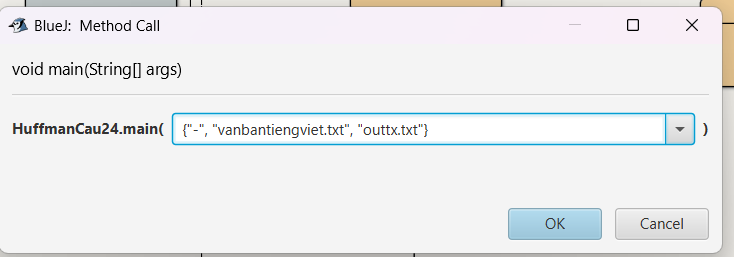 BlueJ: Method Call
void main(String[] args)
HuffmanCau24.main( {"-", "vanbantiengviet.txt", "outtx.txt"} )
OK Cancel